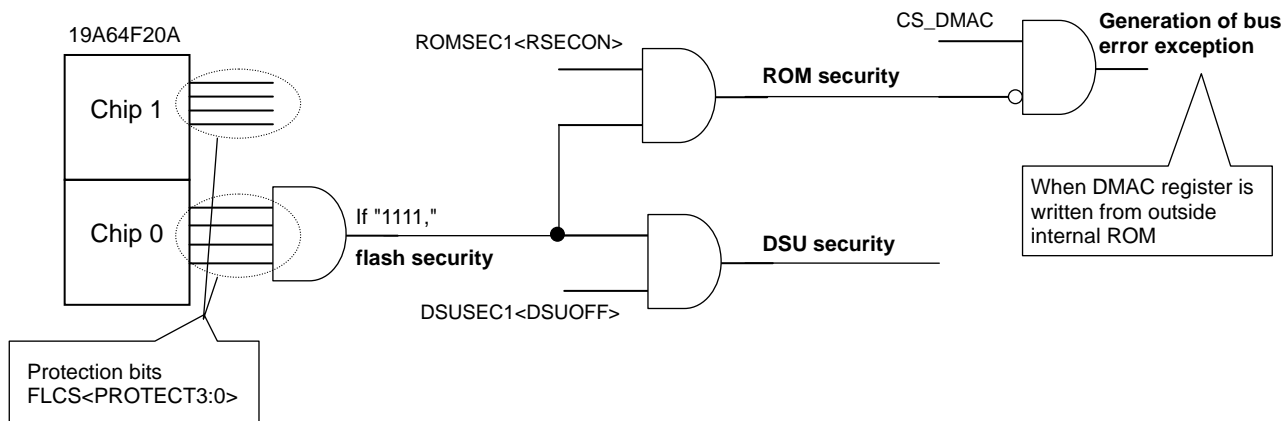 19A64F20A
Chip 1
Chip 0
ROMSEC1<RSECON>
ROM security
CS_DMAC
Generation of bus
error exception
When DMAC register is
written from outside
internal ROM
If "1111,"
flash security
DSU security
DSUSEC1<DSUOFF>
Protection bits
FLCS<PROTECT3:0>